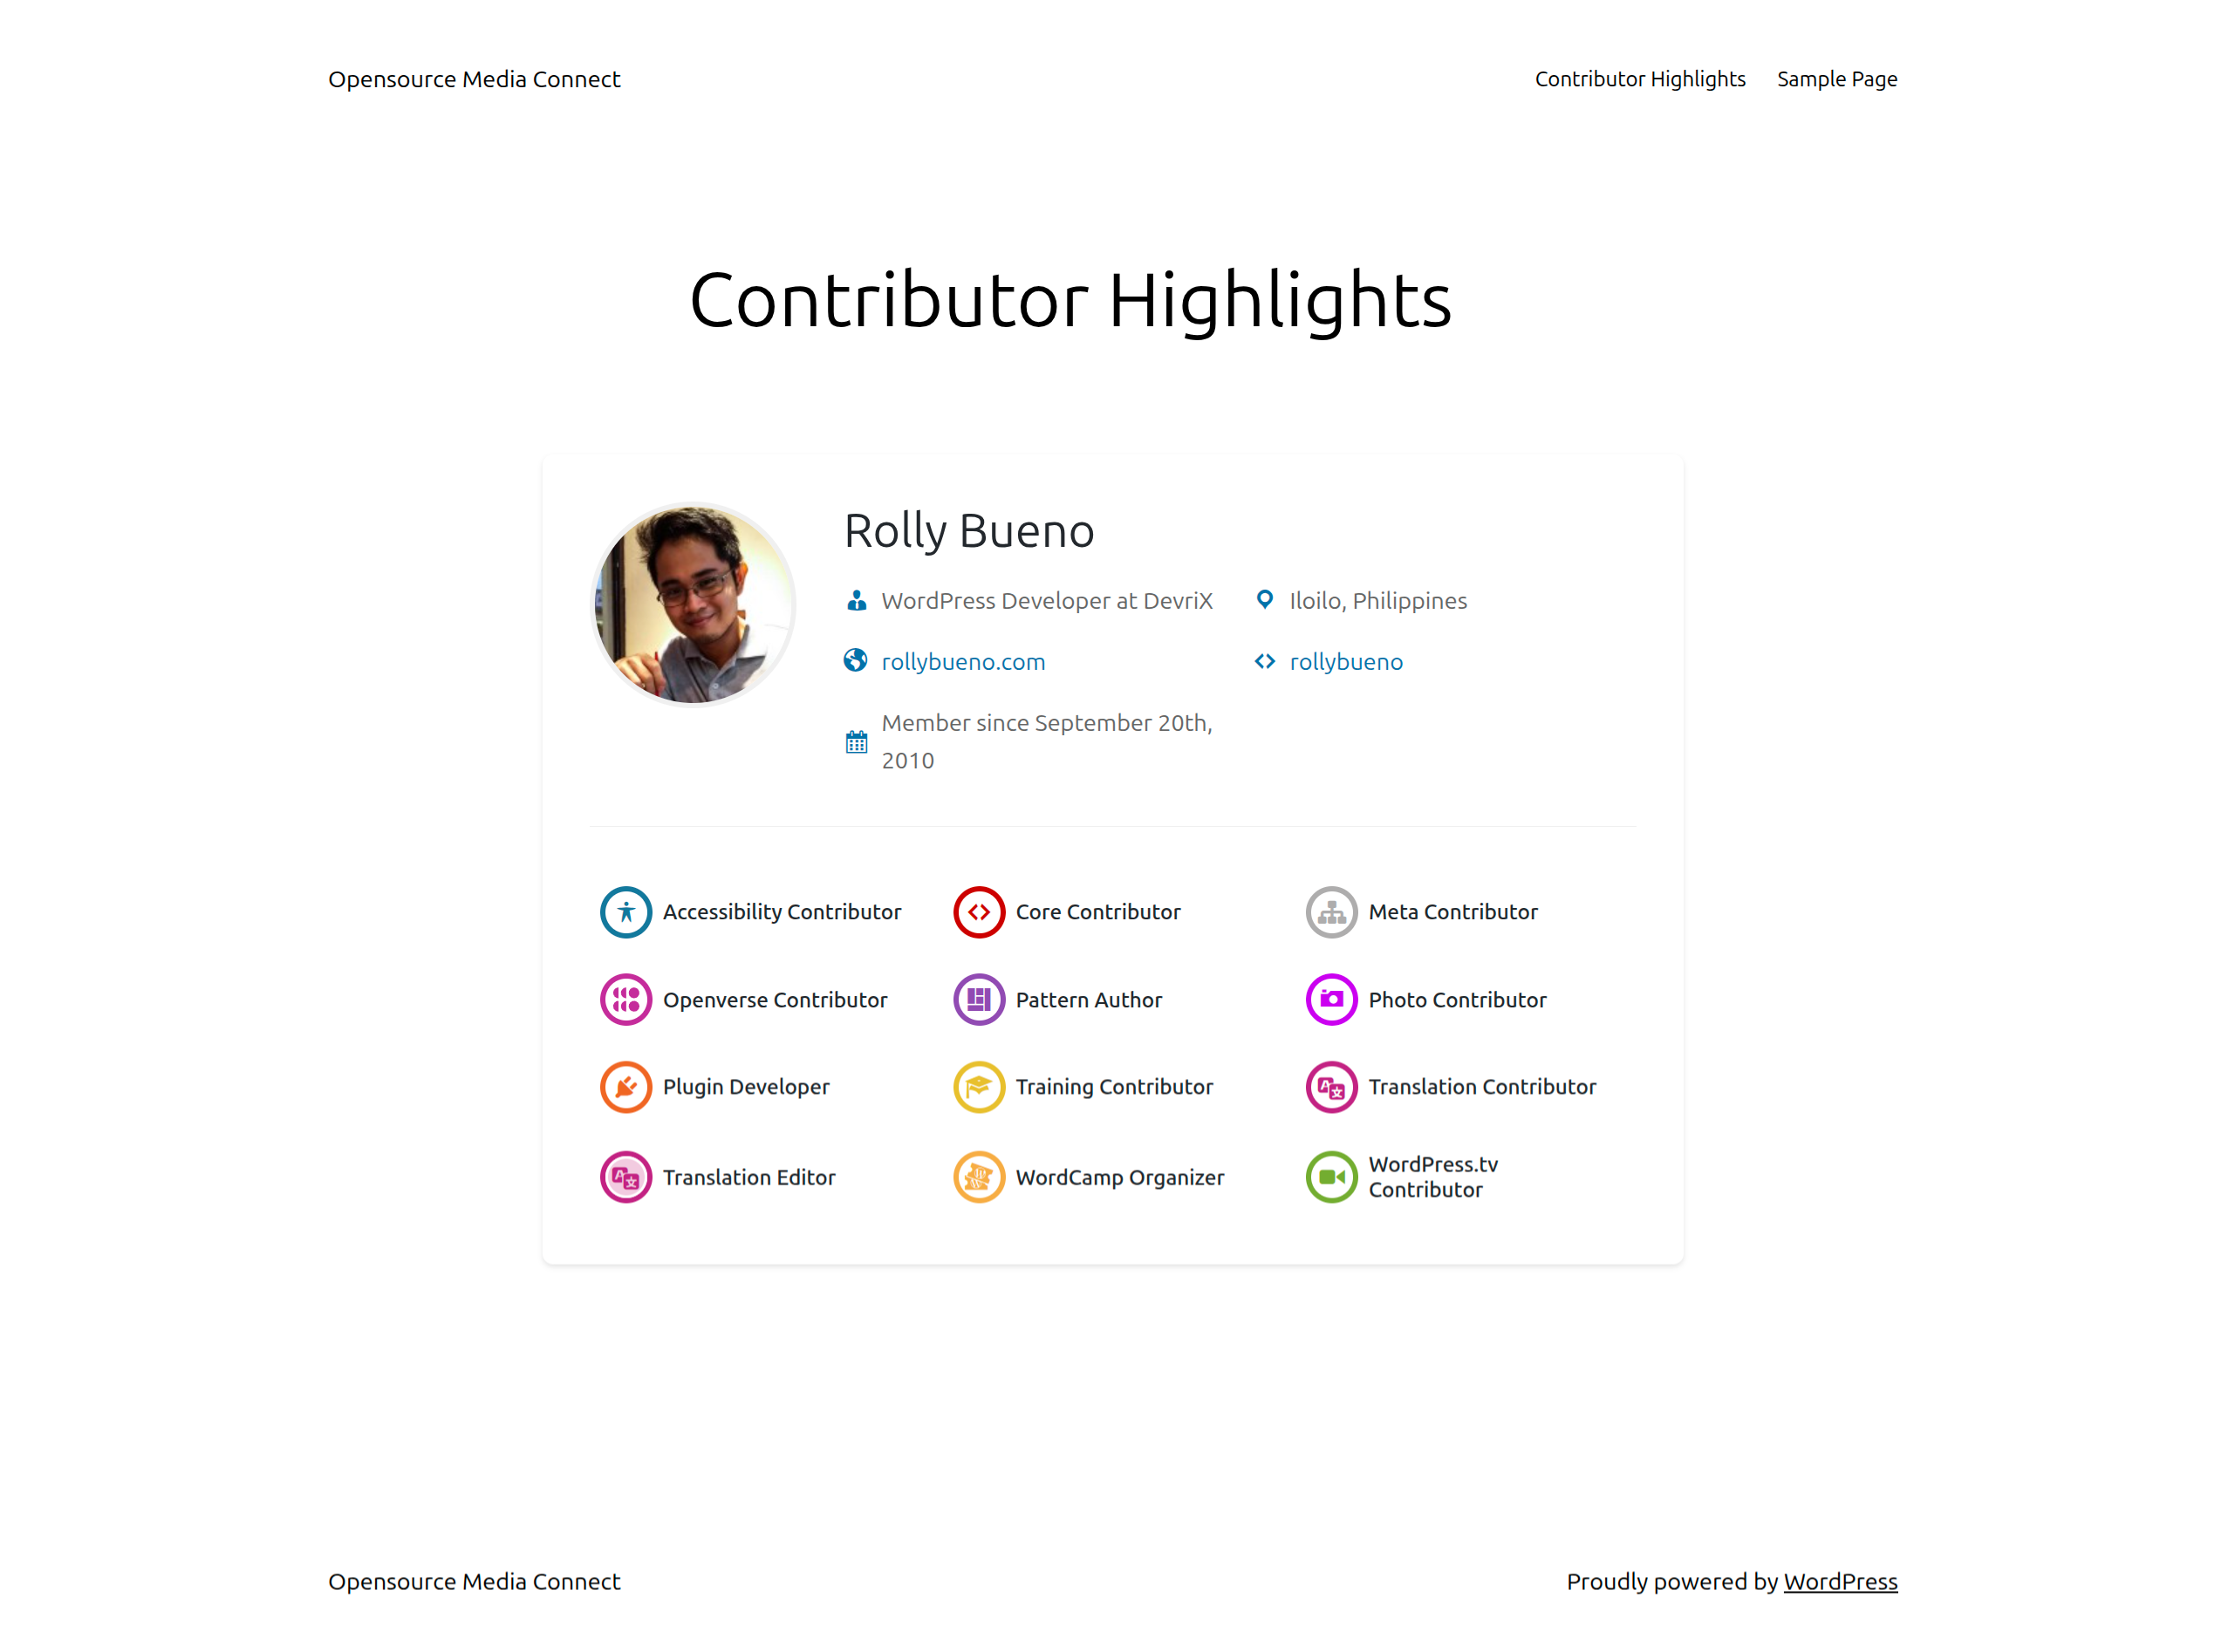 Opensource Media Connect
Contributor Highlights
Sample Page
Contributor Highlights
Rolly Bueno
WordPress Developer at DevriX
Iloilo, Philippines
rollybueno.com
rollybueno
Member since September 20th,
2010
Accessibility Contributor
Core Contributor
Meta Contributor
Openverse Contributor
Pattern Author
Photo Contributor
Plugin Developer
Training Contributor
Translation Contributor
Translation Editor
WordCamp Organizer
WordPress.tv
Contributor
Opensource Media Connect
Proudly powered by WordPress